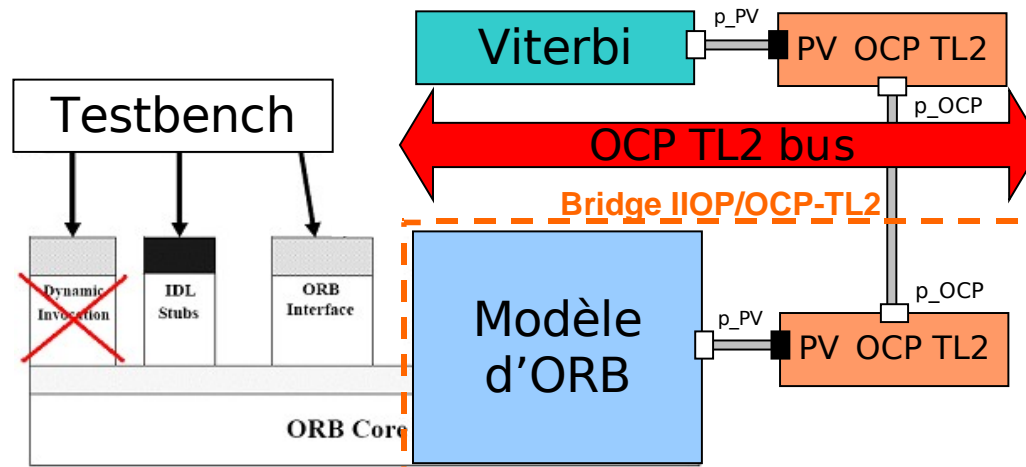 p_PV
Viterbi
PV OCP TL2
Testbench
p_OCP
OCP TL2 bus
Bridge IIOP/OCP-TL2
Dynamic
Invocation
IDL
Stubs
ORB
Interface
Modèle
d’ORB
p_PV
p_OCP
PV OCP TL2
ORB Core